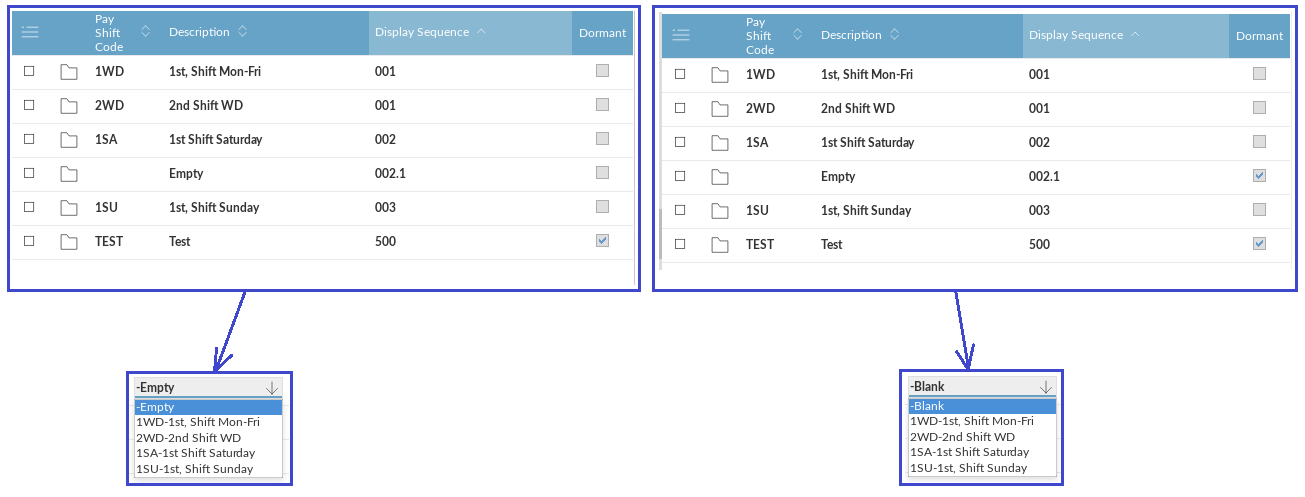 Pay Shift Code Description Display Sequence Dormant
1WD 1st, Shift Mon-Fri 001
2WD 2nd Shift WD 001
1SA 1st Shift Saturday 002
Empty 002.1
1SU 1st, Shift Sunday 003
TEST Test 500
Pay Shift Code Description Display Sequence Dormant
1WD 1st, Shift Mon-Fri 001
2WD 2nd Shift WD 001
1SA 1st Shift Saturday 002
Empty 002.1
1SU 1st, Shift Sunday 003
TEST Test 500
-Empty
-Empty
1WD-1st, Shift Mon-Fri
2WD-2nd Shift WD
1SA-1st Shift Saturday
1SU-1st, Shift Sunday
-Blank
-Blank
1WD-1st, Shift Mon-Fri
2WD-2nd Shift WD
1SA-1st Shift Saturday
1SU-1st, Shift Sunday